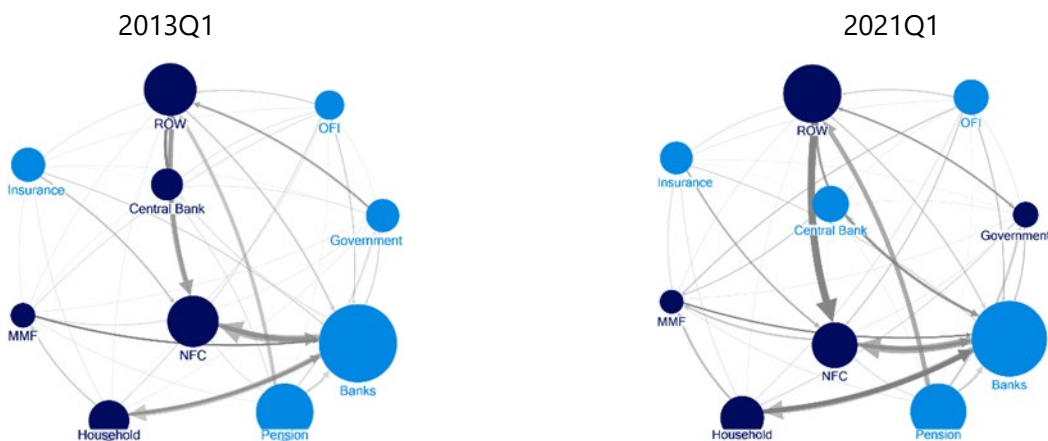 2013Q1
ROW
OFI
Insurance
Central Bank
Government
MMF
NFC
Banks
Household
Pension
2021Q1
ROW
OFI
Insurance
Central Bank
Government
MMF
NFC
Banks
Household
Pension